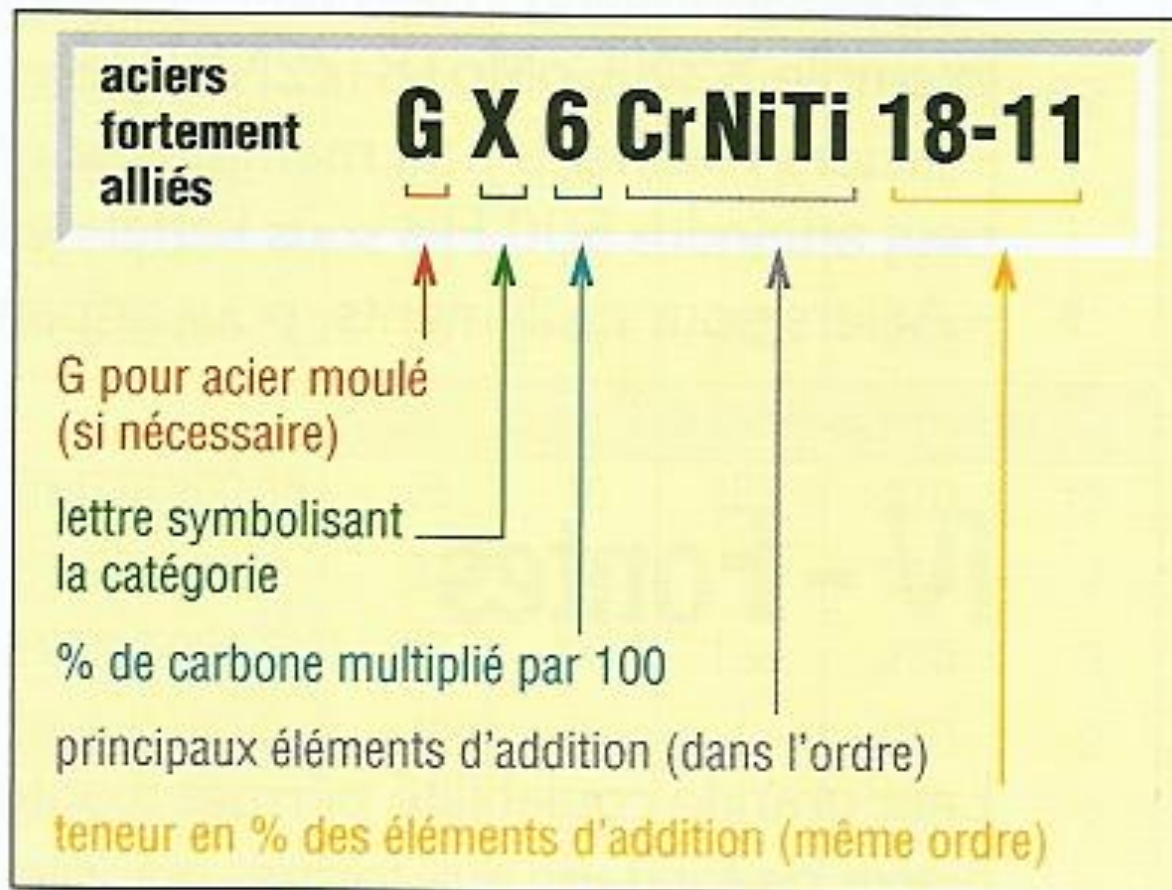 aciers
fortement
alliés
G X 6 CrNiTi 18-11
G pour acier moulé
(si nécessaire)
lettre symbolisant
la catégorie
% de carbone multiplié par 100
principaux éléments d'addition (dans l'ordre)
teneur en % des éléments d'addition (même ordre)